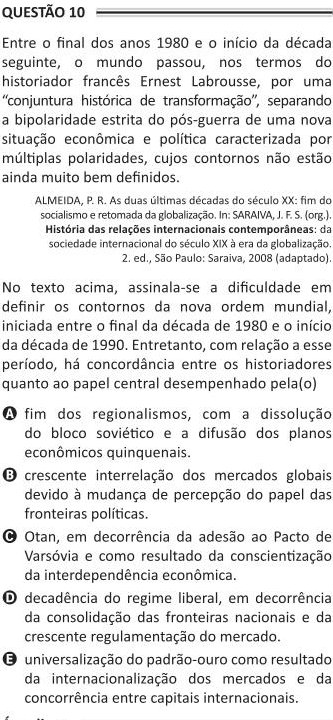 QUESTÃO 10
Entre o final dos anos 1980 e o início da década
seguinte, o mundo passou, nos termos do
historiador francês Ernest Labrousse, por uma
“conjuntura histórica de transformação”, separando
a bipolaridade estrita do pós-guerra de uma nova
situação econômica e política caracterizada por
múltiplas polaridades, cujos contornos não estão
ainda muito bem definidos.
ALMEIDA, P. R. As duas últimas décadas do século XX: fim do
socialismo e retomada da globalização. In: SARAIVA, J. F. S. (org.).
História das relações internacionais contemporâneas: da
sociedade internacional do século XIX à era da globalização.
2. ed., São Paulo: Saraiva, 2008 (adaptado).
No texto acima, assinala-se a dificuldade em
definir os contornos da nova ordem mundial,
iniciada entre o final da década de 1980 e o início
da década de 1990. Entretanto, com relação a esse
período, há concordância entre os historiadores
quanto ao papel central desempenhado pela(o)
A fim dos regionalismos, com a dissolução
do bloco soviético e a difusão dos planos
econômicos quinquenais.
B crescente interrelação dos mercados globais
devido à mudança de percepção do papel das
fronteiras políticas.
C Otan, em decorrência da adesão ao Pacto de
Varsóvia e como resultado da conscientização
da interdependência econômica.
D decadência do regime liberal, em decorrência
da consolidação das fronteiras nacionais e da
crescente regulamentação do mercado.
E universalização do padrão-ouro como resultado
da internacionalização dos mercados e da
concorrência entre capitais internacionais.